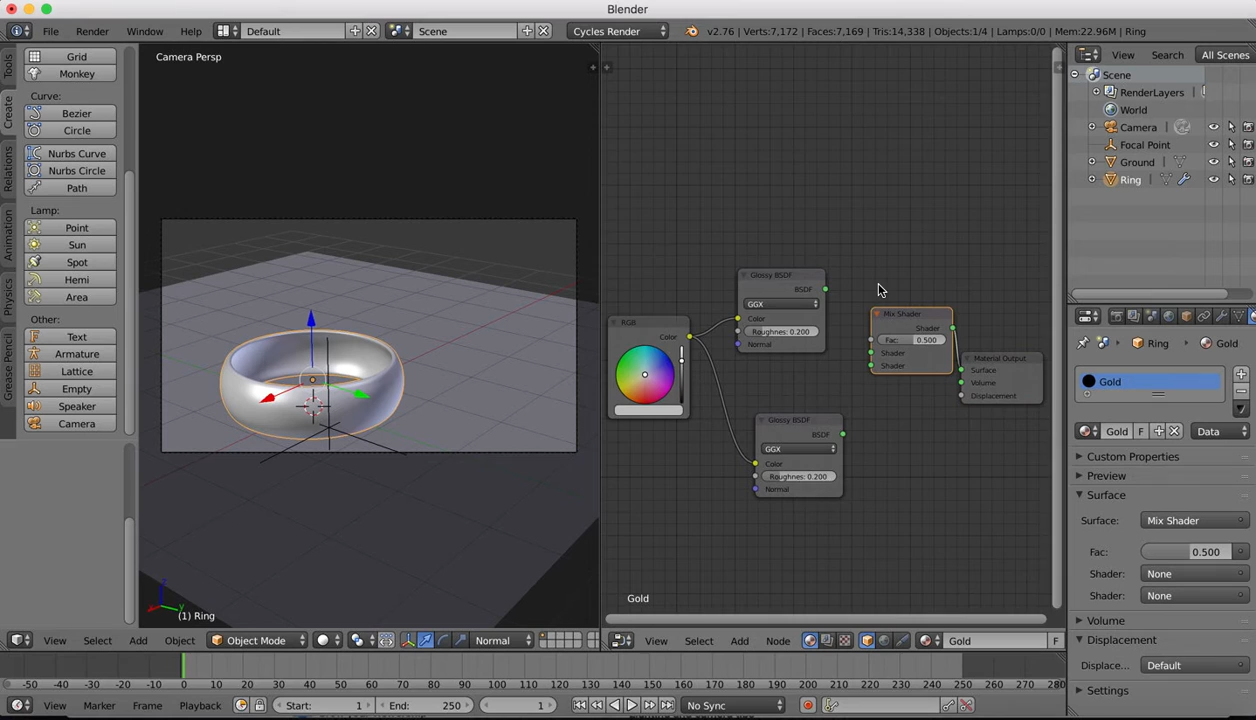 Blender
File Render Window Help Default Scene Cycles Render v2.76 | Verts:7,172 | Faces:7,169 | Tris:14,338 | Objects:1/4 | Lamps:0/0 | Mem:22.96M | Ring
Tools
Create
Relations
Animation
Physics
Grease Pencil
Grid
Monkey
Curve:
Bezier
Circle
Nurbs Curve
Nurbs Circle
Path
Lamp:
Point
Sun
Spot
Hemi
Area
Other:
Text
Armature
Lattice
Empty
Speaker
Camera
Camera Persp
(1) Ring
View Select Add Object Object Mode Normal
RGB
Color
Glossy BSDF
BSDF
GGX
Color
Roughness: 0.200
Normal
Glossy BSDF
BSDF
GGX
Color
Roughness: 0.200
Normal
Mix Shader
Shader
Fac: 0.500
Shader
Shader
Material Output
Surface
Volume
Displacement
Gold
View Select Add Node Gold F
View Search All Scenes
Scene
RenderLayers
World
Camera
Focal Point
Ground
Ring
Ring Gold
Gold
Gold F Data
Custom Properties
Preview
Surface
Surface: Mix Shader
Fac: 0.500
Shader: None
Shader: None
Volume
Displacement
Displace... Default
Settings
-50 -40 -30 -20 -10 0 10 20 30 40 50 60 70 80 90 100 110 120 130 140 150 160 170 180 190 200 210 220 230 240 250 260 270 280
View Marker Frame Playback Start: 1 End: 250 1 No Sync